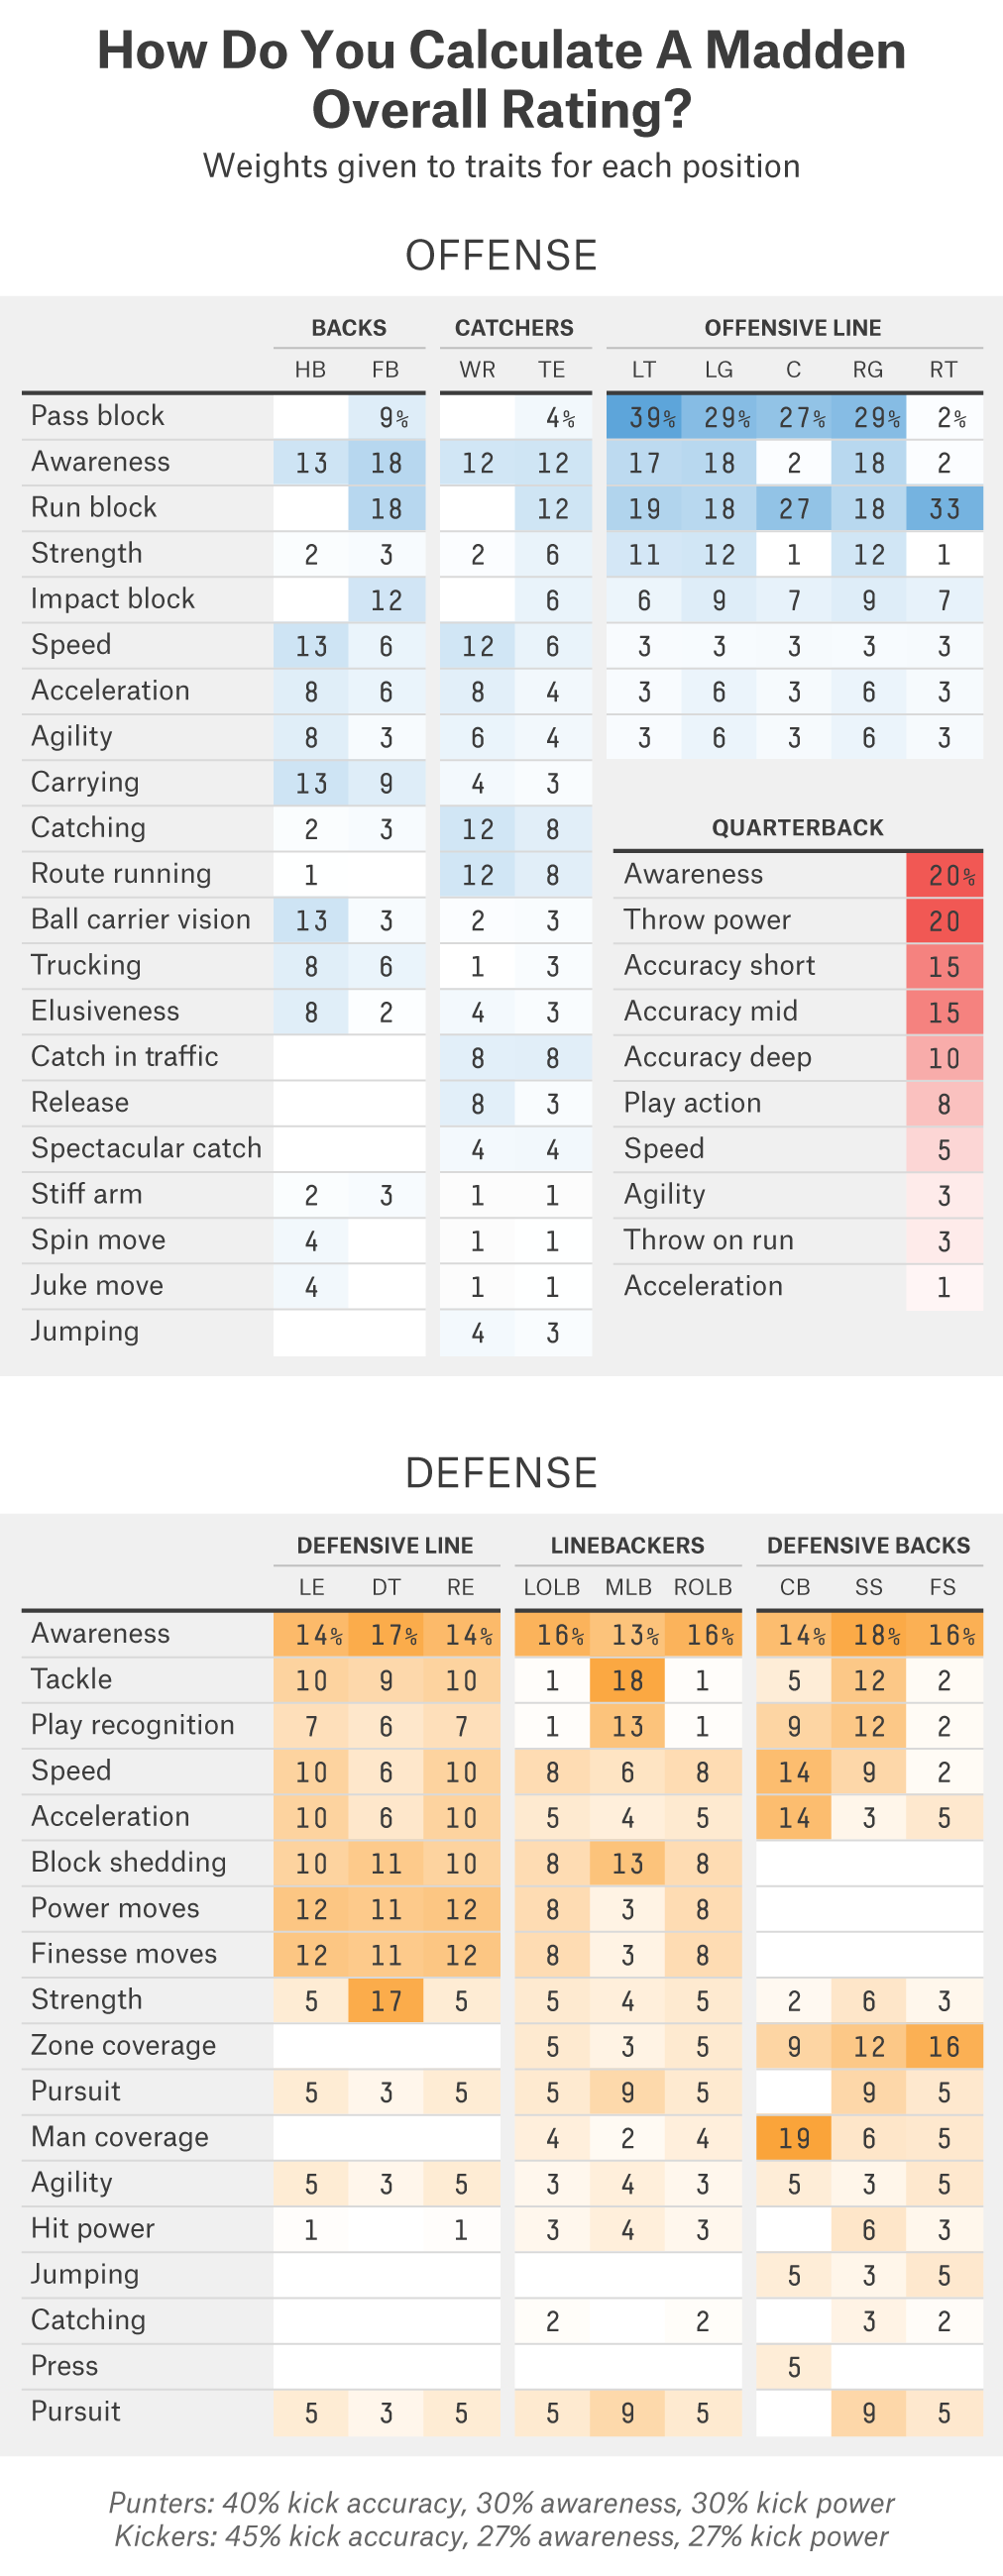 How Do You Calculate A Madden
Overall Rating?
Weights given to traits for each position
OFFENSE
BACKS CATCHERS OFFENSIVE LINE
HB FB WR TE LT LG C RG RT
Pass block 9% 4% 39% 29% 27% 29% 2%
Awareness 13 18 12 12 17 18 2 18 2
Run block 18 12 19 18 27 18 33
Strength 2 3 2 6 11 12 1 12 1
Impact block 12 6 6 9 7 9 7
Speed 13 6 12 6 3 3 3 3 3
Acceleration 8 6 8 4 3 6 3 6 3
Agility 8 3 6 4 3 6 3 6 3
Carrying 13 9 4 3
Catching 2 3 12 8
Route running 1 12 8
Ball carrier vision 13 3 2 3
Trucking 8 6 1 3
Elusiveness 8 2 4 3
Catch in traffic 8 8
Release 8 3
Spectacular catch 4 4
Stiff arm 2 3 1 1
Spin move 4 1 1
Juke move 4 1 1
Jumping 4 3
QUARTERBACK
Awareness 20%
Throw power 20
Accuracy short 15
Accuracy mid 15
Accuracy deep 10
Play action 8
Speed 5
Agility 3
Throw on run 3
Acceleration 1
DEFENSE
DEFENSIVE LINE LINEBACKERS DEFENSIVE BACKS
LE DT RE LOLB MLB ROLB CB SS FS
Awareness 14% 17% 14% 16% 13% 16% 14% 18% 16%
Tackle 10 9 10 1 18 1 5 12 2
Play recognition 7 6 7 1 13 1 9 12 2
Speed 10 6 10 8 6 8 14 9 2
Acceleration 10 6 10 5 4 5 14 3 5
Block shedding 10 11 10 8 13 8
Power moves 12 11 12 8 3 8
Finesse moves 12 11 12 8 3 8
Strength 5 17 5 5 4 5 2 6 3
Zone coverage 5 3 5 9 12 16
Pursuit 5 3 5 5 9 5 9 5
Man coverage 4 2 4 19 6 5
Agility 5 3 5 3 4 3 5 3 5
Hit power 1 1 3 4 3 6 3
Jumping 5 3 5
Catching 2 2 3 2
Press 5
Pursuit 5 3 5 5 9 5 9 5
Punters: 40% kick accuracy, 30% awareness, 30% kick power
Kickers: 45% kick accuracy, 27% awareness, 27% kick power